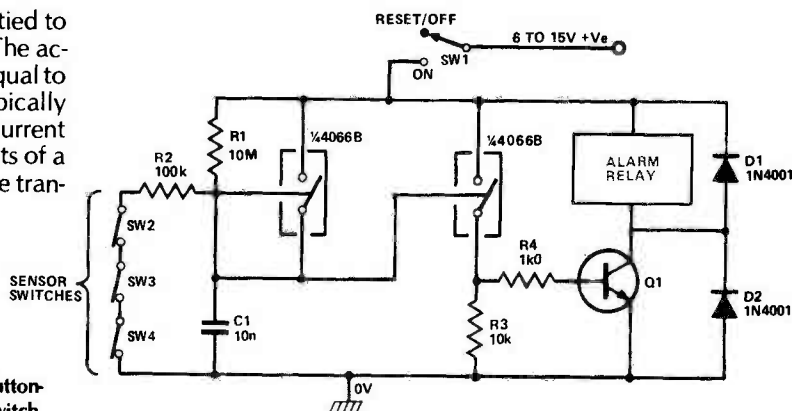 tied to
The ac-
qual to
pically
urrent
ts of a
e tran-
RESET/OFF
6 TO 15V +Ve
SW1
ON
R1
10M
¼4066B
¼4066B
R2
100k
ALARM
RELAY
D1
1N4001
SW2
SW3
SW4
SENSOR
SWITCHES
R4
1k0
Q1
C1
10n
R3
10k
D2
1N4001
0V
utton-
witch